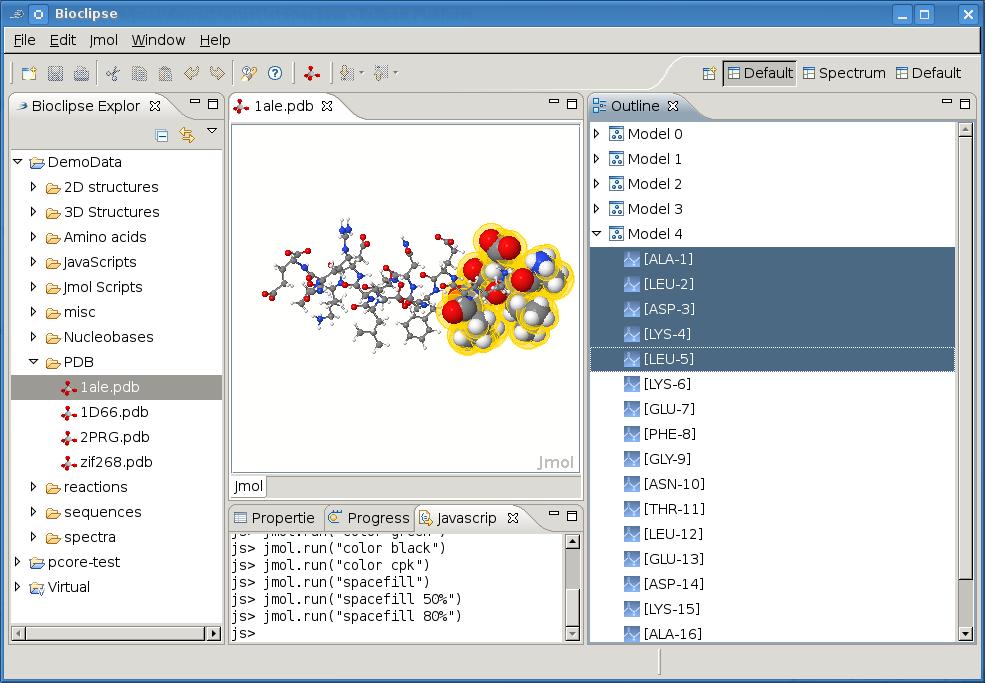 Bioclipse
File Edit Jmol Window Help
Default Spectrum Default
Bioclipse Explor
DemoData
2D structures
3D Structures
Amino acids
JavaScripts
Jmol Scripts
misc
Nucleobases
PDB
1ale.pdb
1D66.pdb
2PRG.pdb
zif268.pdb
reactions
sequences
spectra
pcore-test
Virtual
1ale.pdb
Jmol
Jmol
Propertie Progress Javascrip
js> jmol.run("color green")
js> jmol.run("color black")
js> jmol.run("color cpk")
js> jmol.run("spacefill")
js> jmol.run("spacefill 50%")
js> jmol.run("spacefill 80%")
js>
Outline
Model 0
Model 1
Model 2
Model 3
Model 4
[ALA-1]
[LEU-2]
[ASP-3]
[LYS-4]
[LEU-5]
[LYS-6]
[GLU-7]
[PHE-8]
[GLY-9]
[ASN-10]
[THR-11]
[LEU-12]
[GLU-13]
[ASP-14]
[LYS-15]
[ALA-16]